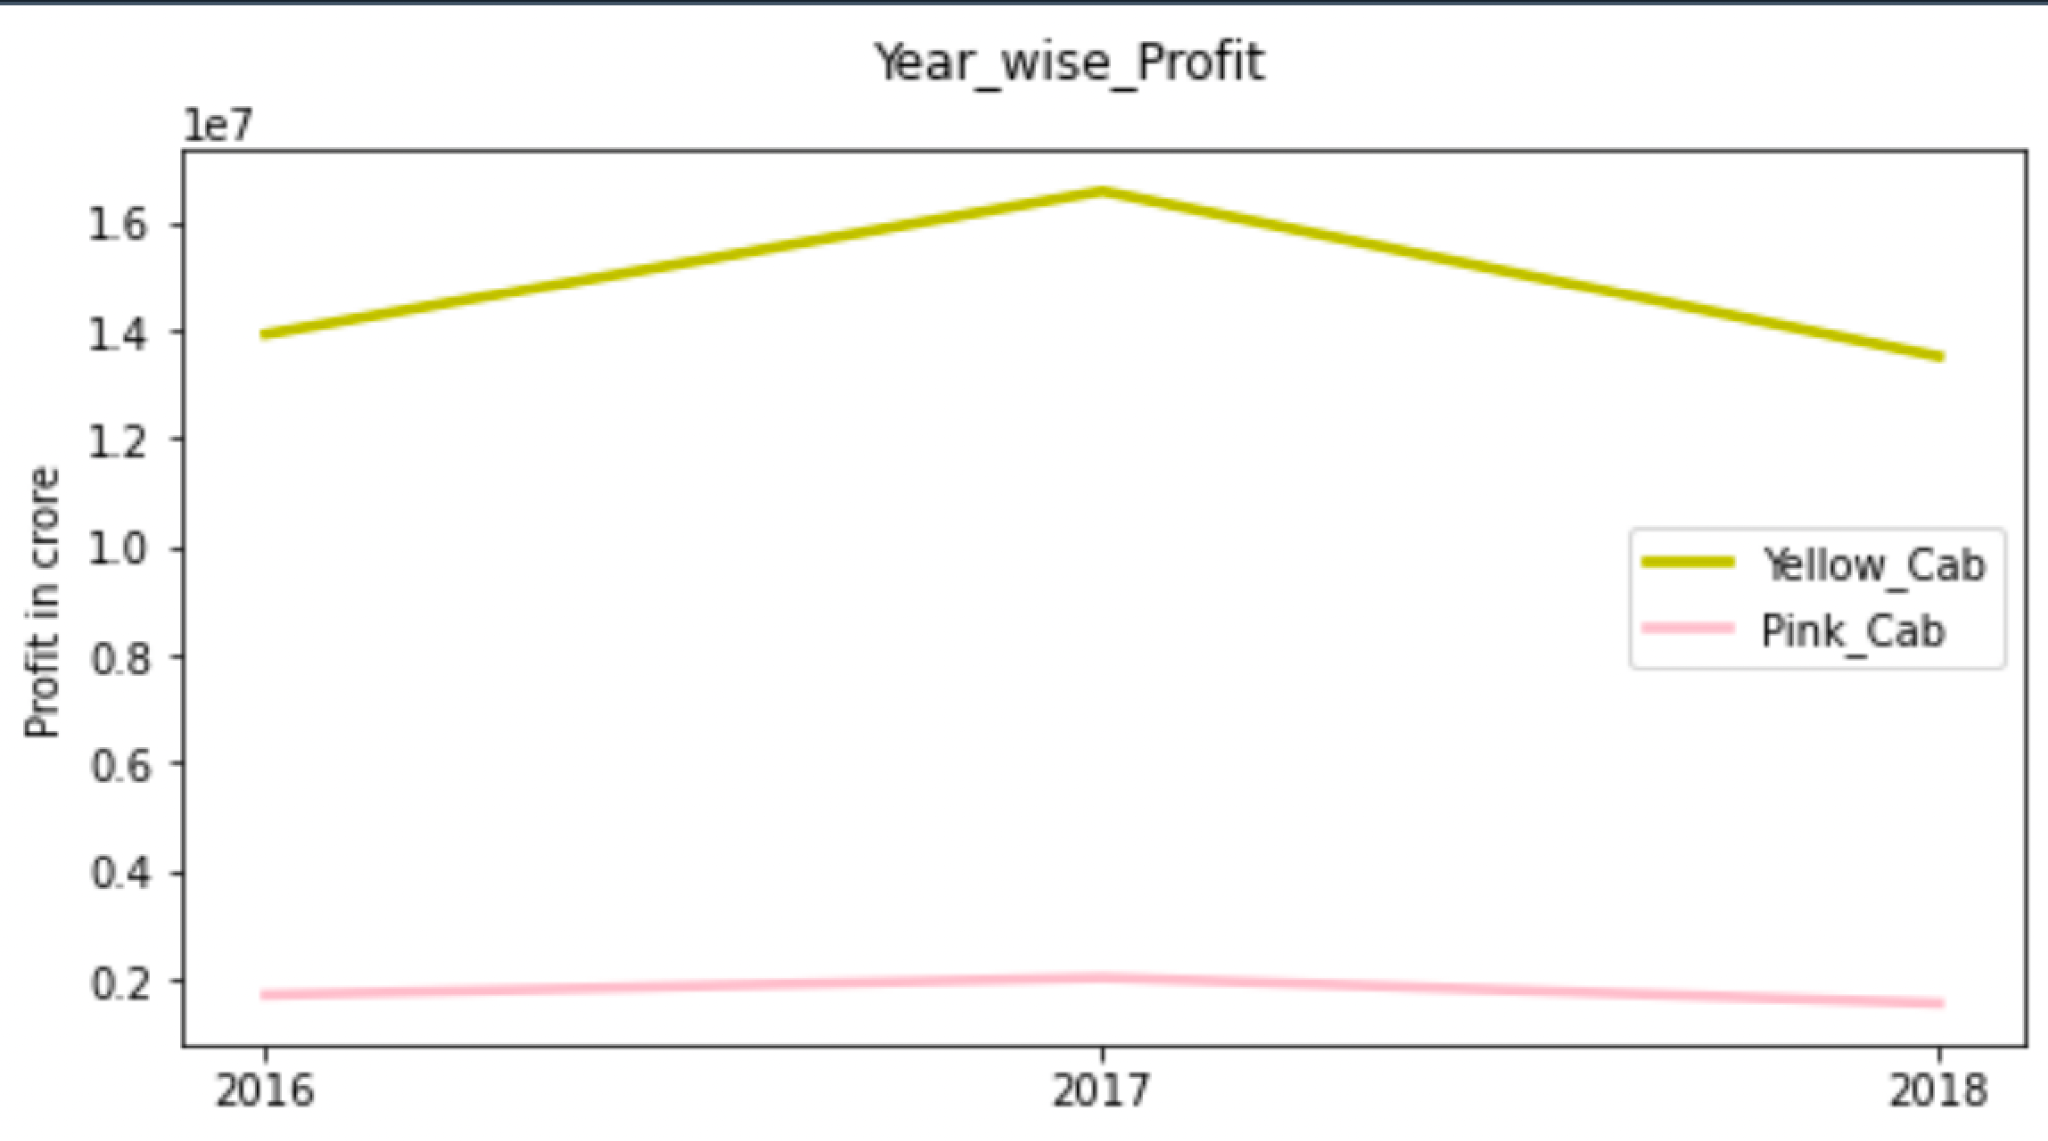 Year_wise_Profit
1e7
1.6
1.4
1.2
1.0
0.8
0.6
0.4
0.2
Profit in crore
Yellow_Cab
Pink_Cab
2016 2017 2018